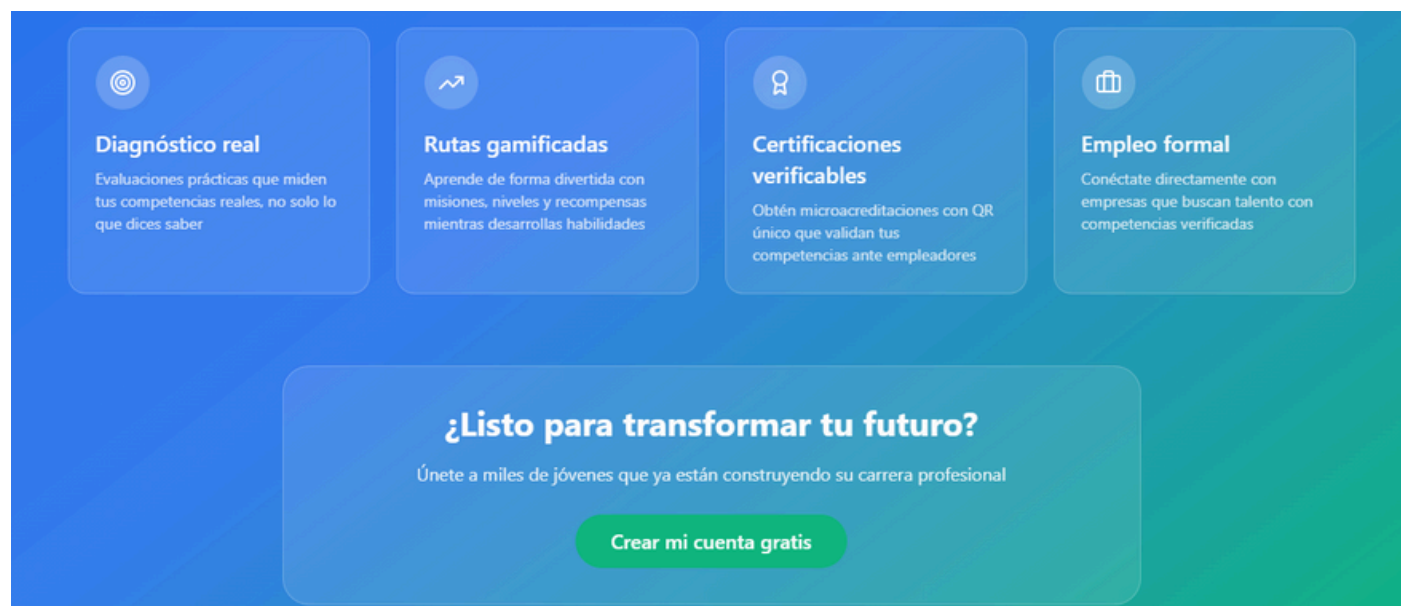 Diagnóstico real
Evaluaciones prácticas que miden
tus competencias reales, no solo lo
que dices saber
Rutas gamificadas
Aprende de forma divertida con
misiones, niveles y recompensas
mientras desarrollas habilidades
Certificaciones
verificables
Obtén microacreditaciones con QR
único que validan tus
competencias ante empleadores
Empleo formal
Conéctate directamente con
empresas que buscan talento con
competencias verificadas
¿Listo para transformar tu futuro?
Únete a miles de jóvenes que ya están construyendo su carrera profesional
Crear mi cuenta gratis